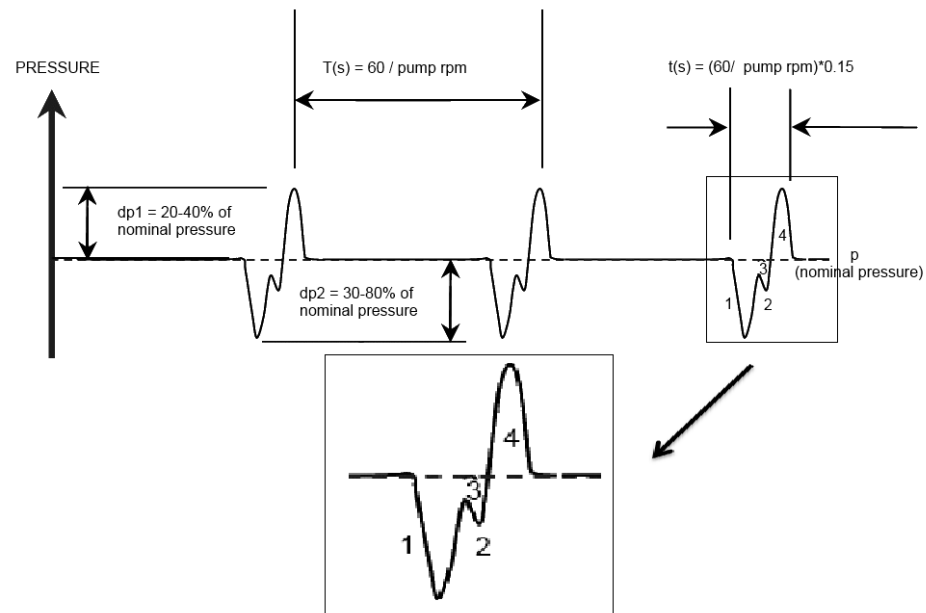 PRESSURE
T(s) = 60 / pump rpm
t(s) = (60/ pump rpm)*0.15
dp1 = 20-40% of
nominal pressure
dp2 = 30-80% of
nominal pressure
p
(nominal pressure)
1
2
3
4
1
2
3
4